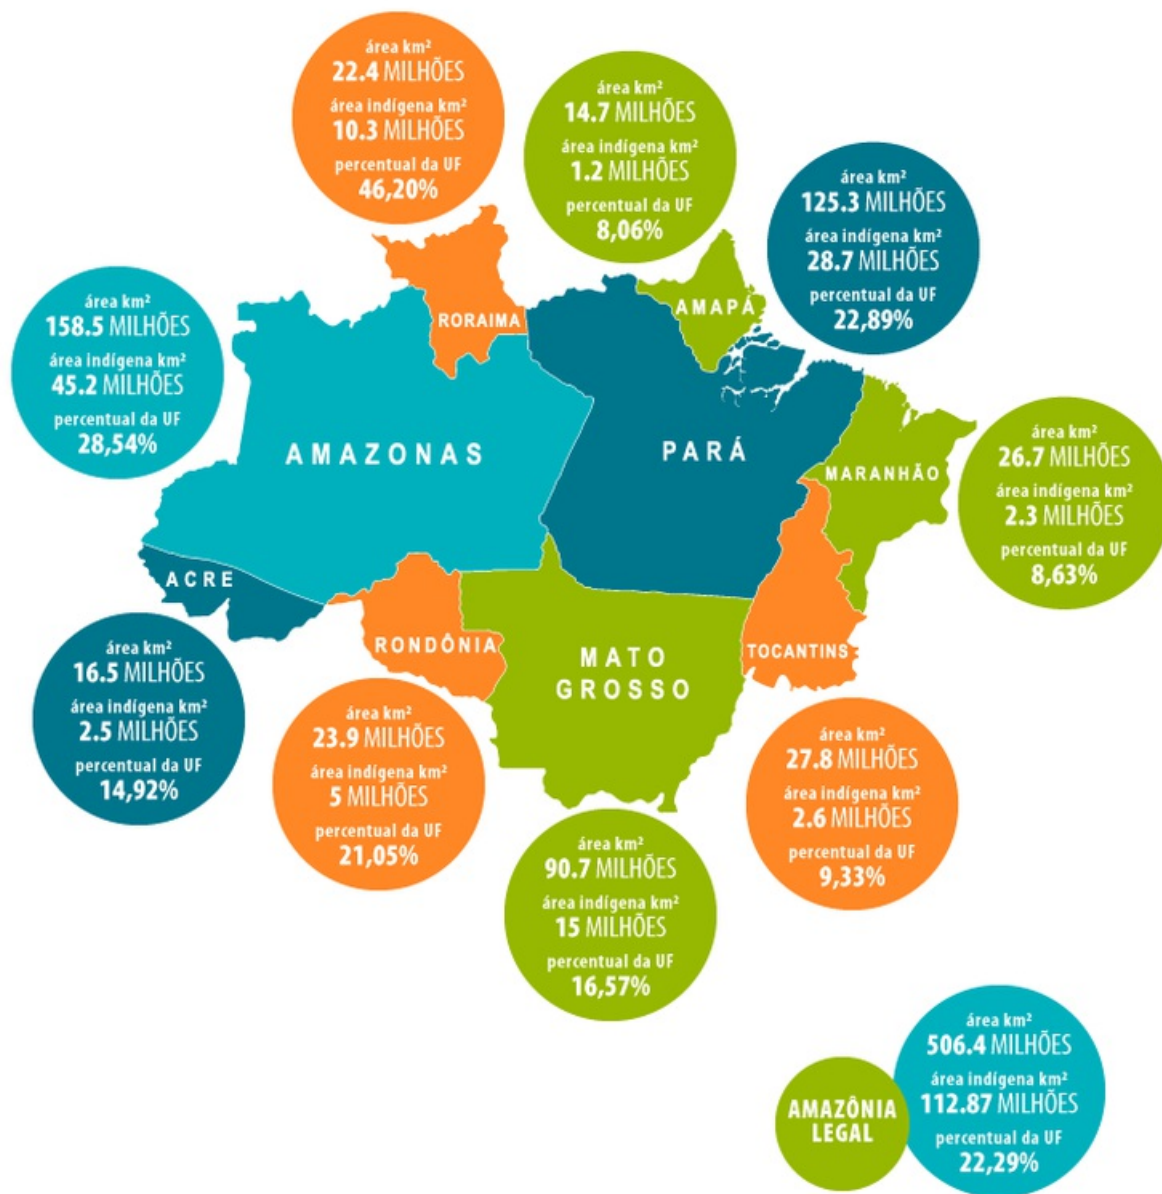 área km²
22.4 MILHÕES
área indígena km²
10.3 MILHÕES
percentual da UF
46,20%
área km²
14.7 MILHÕES
área indígena km²
1.2 MILHÕES
percentual da UF
8,06%
área km²
125.3 MILHÕES
área indígena km²
28.7 MILHÕES
percentual da UF
22,89%
área km²
158.5 MILHÕES
área indígena km²
45.2 MILHÕES
percentual da UF
28,54%
RORAIMA
AMAPÁ
AMAZONAS
PARÁ
MARANHÃO
área km²
26.7 MILHÕES
área indígena km²
2.3 MILHÕES
percentual da UF
8,63%
ACRE
RONDÔNIA
MATO
GROSSO
TOCANTINS
área km²
16.5 MILHÕES
área indígena km²
2.5 MILHÕES
percentual da UF
14,92%
área km²
23.9 MILHÕES
área indígena km²
5 MILHÕES
percentual da UF
21,05%
área km²
90.7 MILHÕES
área indígena km²
15 MILHÕES
percentual da UF
16,57%
área km²
27.8 MILHÕES
área indígena km²
2.6 MILHÕES
percentual da UF
9,33%
AMAZÔNIA
LEGAL
área km²
506.4 MILHÕES
área indígena km²
112.87 MILHÕES
percentual da UF
22,29%